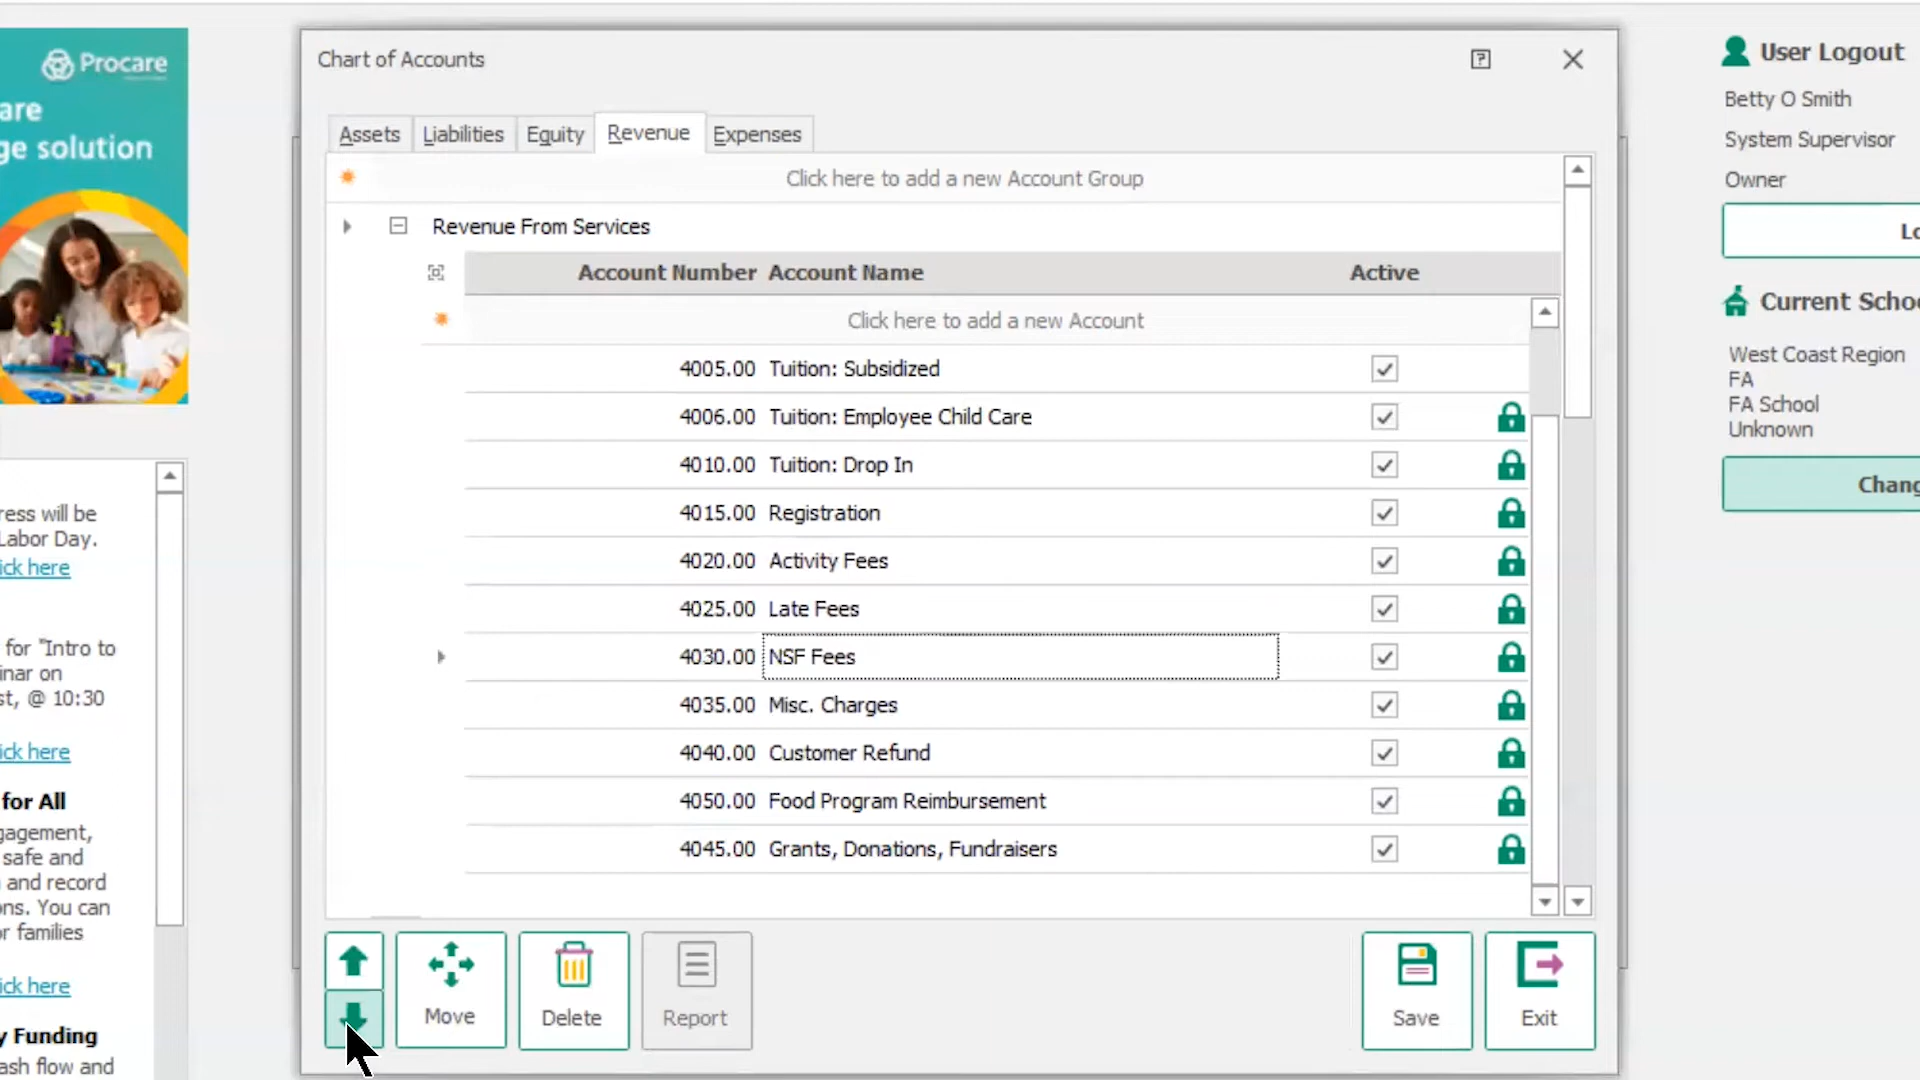 Procare
are
ge solution
ress will be
Labor Day.
ick here
for "Intro to
inar on
st, @ 10:30
ick here
for All
gagement,
safe and
and record
ons. You can
or families
ick here
y Funding
ash flow and
Chart of Accounts
?
Assets Liabilities Equity Revenue Expenses
Click here to add a new Account Group
Revenue From Services
Account Number Account Name Active
Click here to add a new Account
4005.00 Tuition: Subsidized
4006.00 Tuition: Employee Child Care
4010.00 Tuition: Drop In
4015.00 Registration
4020.00 Activity Fees
4025.00 Late Fees
4030.00 NSF Fees
4035.00 Misc. Charges
4040.00 Customer Refund
4050.00 Food Program Reimbursement
4045.00 Grants, Donations, Fundraisers
Move Delete Report Save Exit
User Logout
Betty O Smith
System Supervisor
Owner
Lo
Current Schoo
West Coast Region
FA
FA School
Unknown
Chang